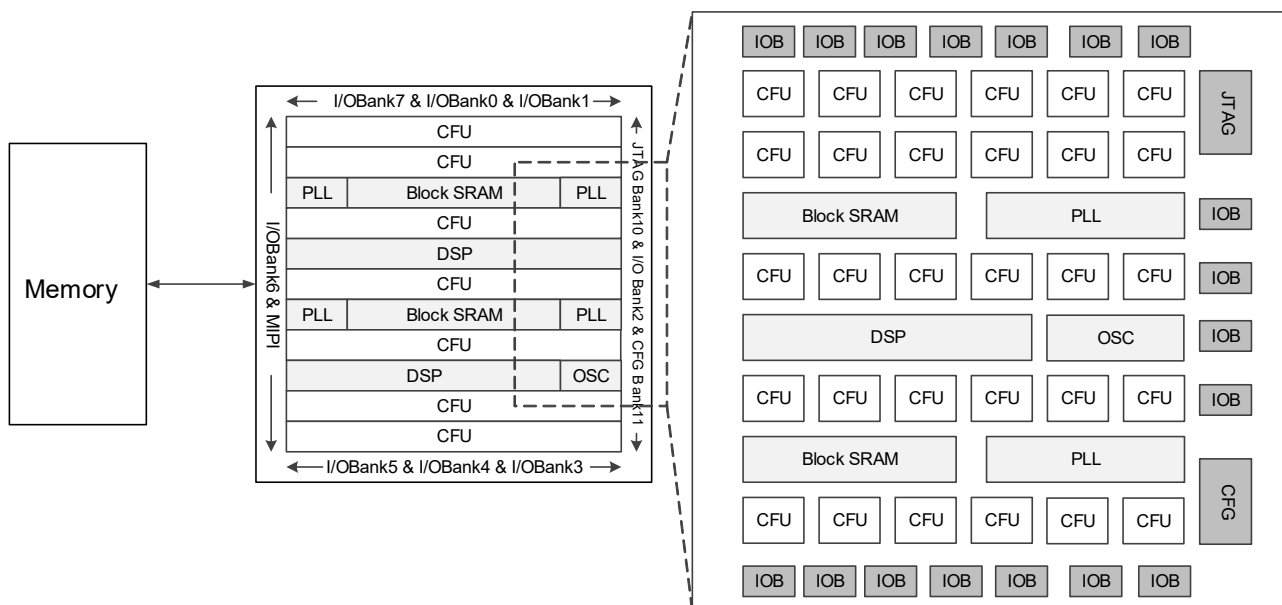 Memory
I/OBank7 & I/OBank0 & I/OBank1
I/OBank6 & MIPI
CFU
CFU
PLL Block SRAM PLL
CFU
DSP
CFU
PLL Block SRAM PLL
CFU
DSP OSC
CFU
CFU
JTAG Bank10 & I/O Bank2 & CFG Bank11
I/OBank5 & I/OBank4 & I/OBank3
IOB IOB IOB IOB IOB IOB IOB
CFU CFU CFU CFU CFU CFU
JTAG
CFU CFU CFU CFU CFU CFU
Block SRAM PLL IOB
CFU CFU CFU CFU CFU CFU IOB
DSP OSC IOB
CFU CFU CFU CFU CFU CFU IOB
Block SRAM PLL
CFG
CFU CFU CFU CFU CFU CFU
IOB IOB IOB IOB IOB IOB IOB